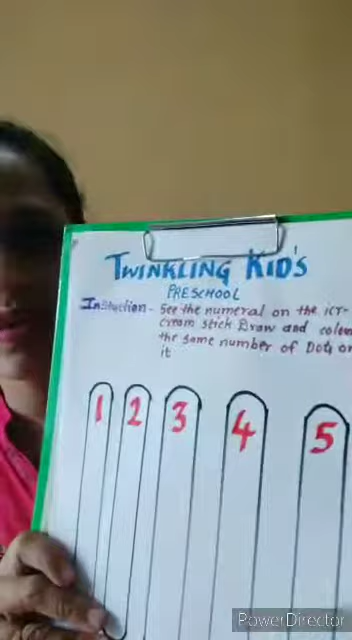 TWINKLING KID'S
PRESCHOOL
Instuction - See the numeral on the ice-
cream stick Draw and colour
the same number of Dots on
it
1 2 3 4 5
PowerDirector